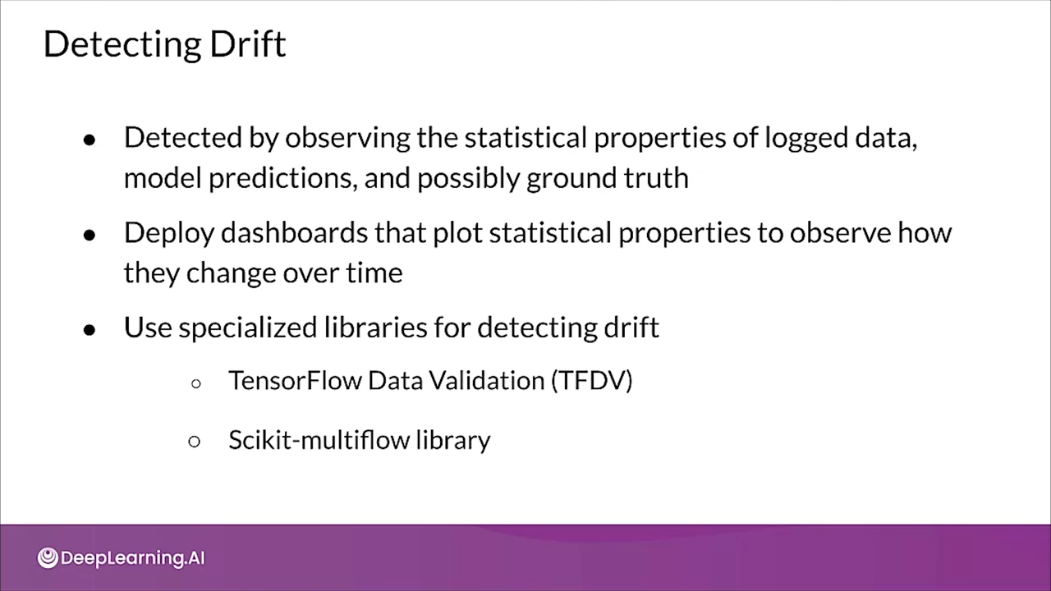 Detecting Drift
● Detected by observing the statistical properties of logged data,
model predictions, and possibly ground truth
● Deploy dashboards that plot statistical properties to observe how
they change over time
● Use specialized libraries for detecting drift
○ TensorFlow Data Validation (TFDV)
○ Scikit-multiflow library
DeepLearning.AI